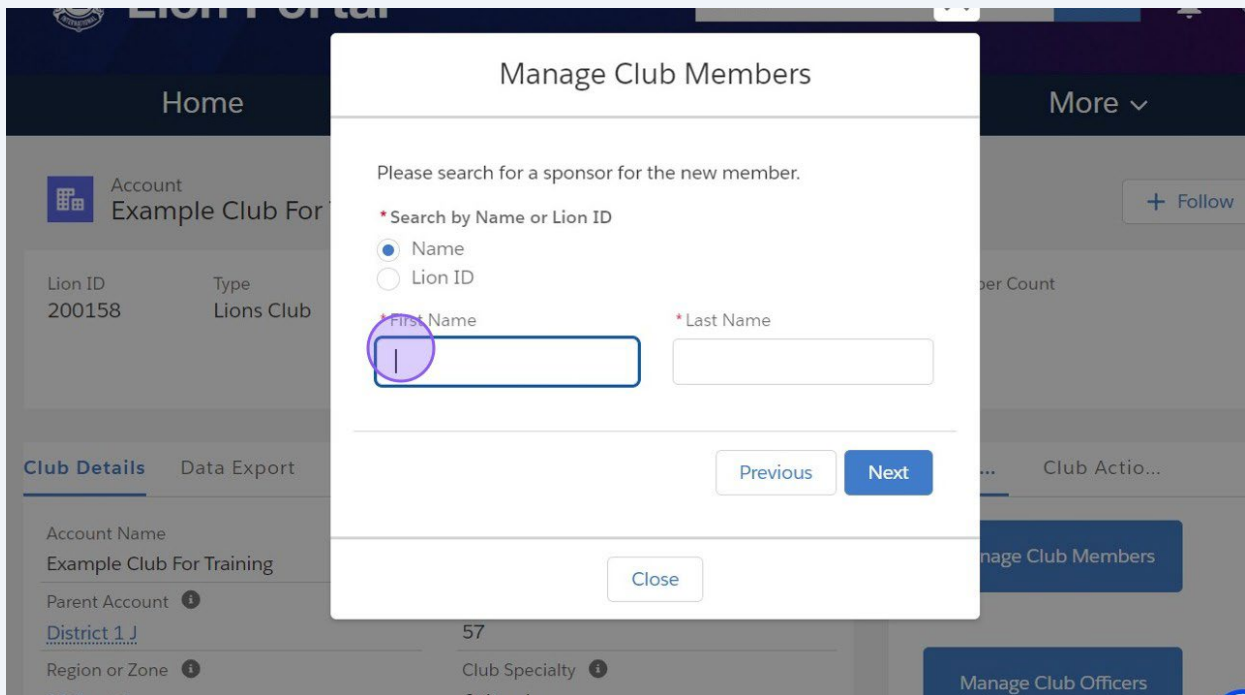 Lion Portal
Manage Club Members
Home
More
Please search for a sponsor for the new member.
Account
Example Club For
+ Follow
* Search by Name or Lion ID
Name
Lion ID
Lion ID
Type
200158
Lions Club
Count
* First Name
* Last Name
Previous
Next
Club Details
Data Export
Club Actio...
Account Name
Example Club For Training
Manage Club Members
Close
Parent Account
District 1 J
57
Region or Zone
Club Specialty
Manage Club Officers